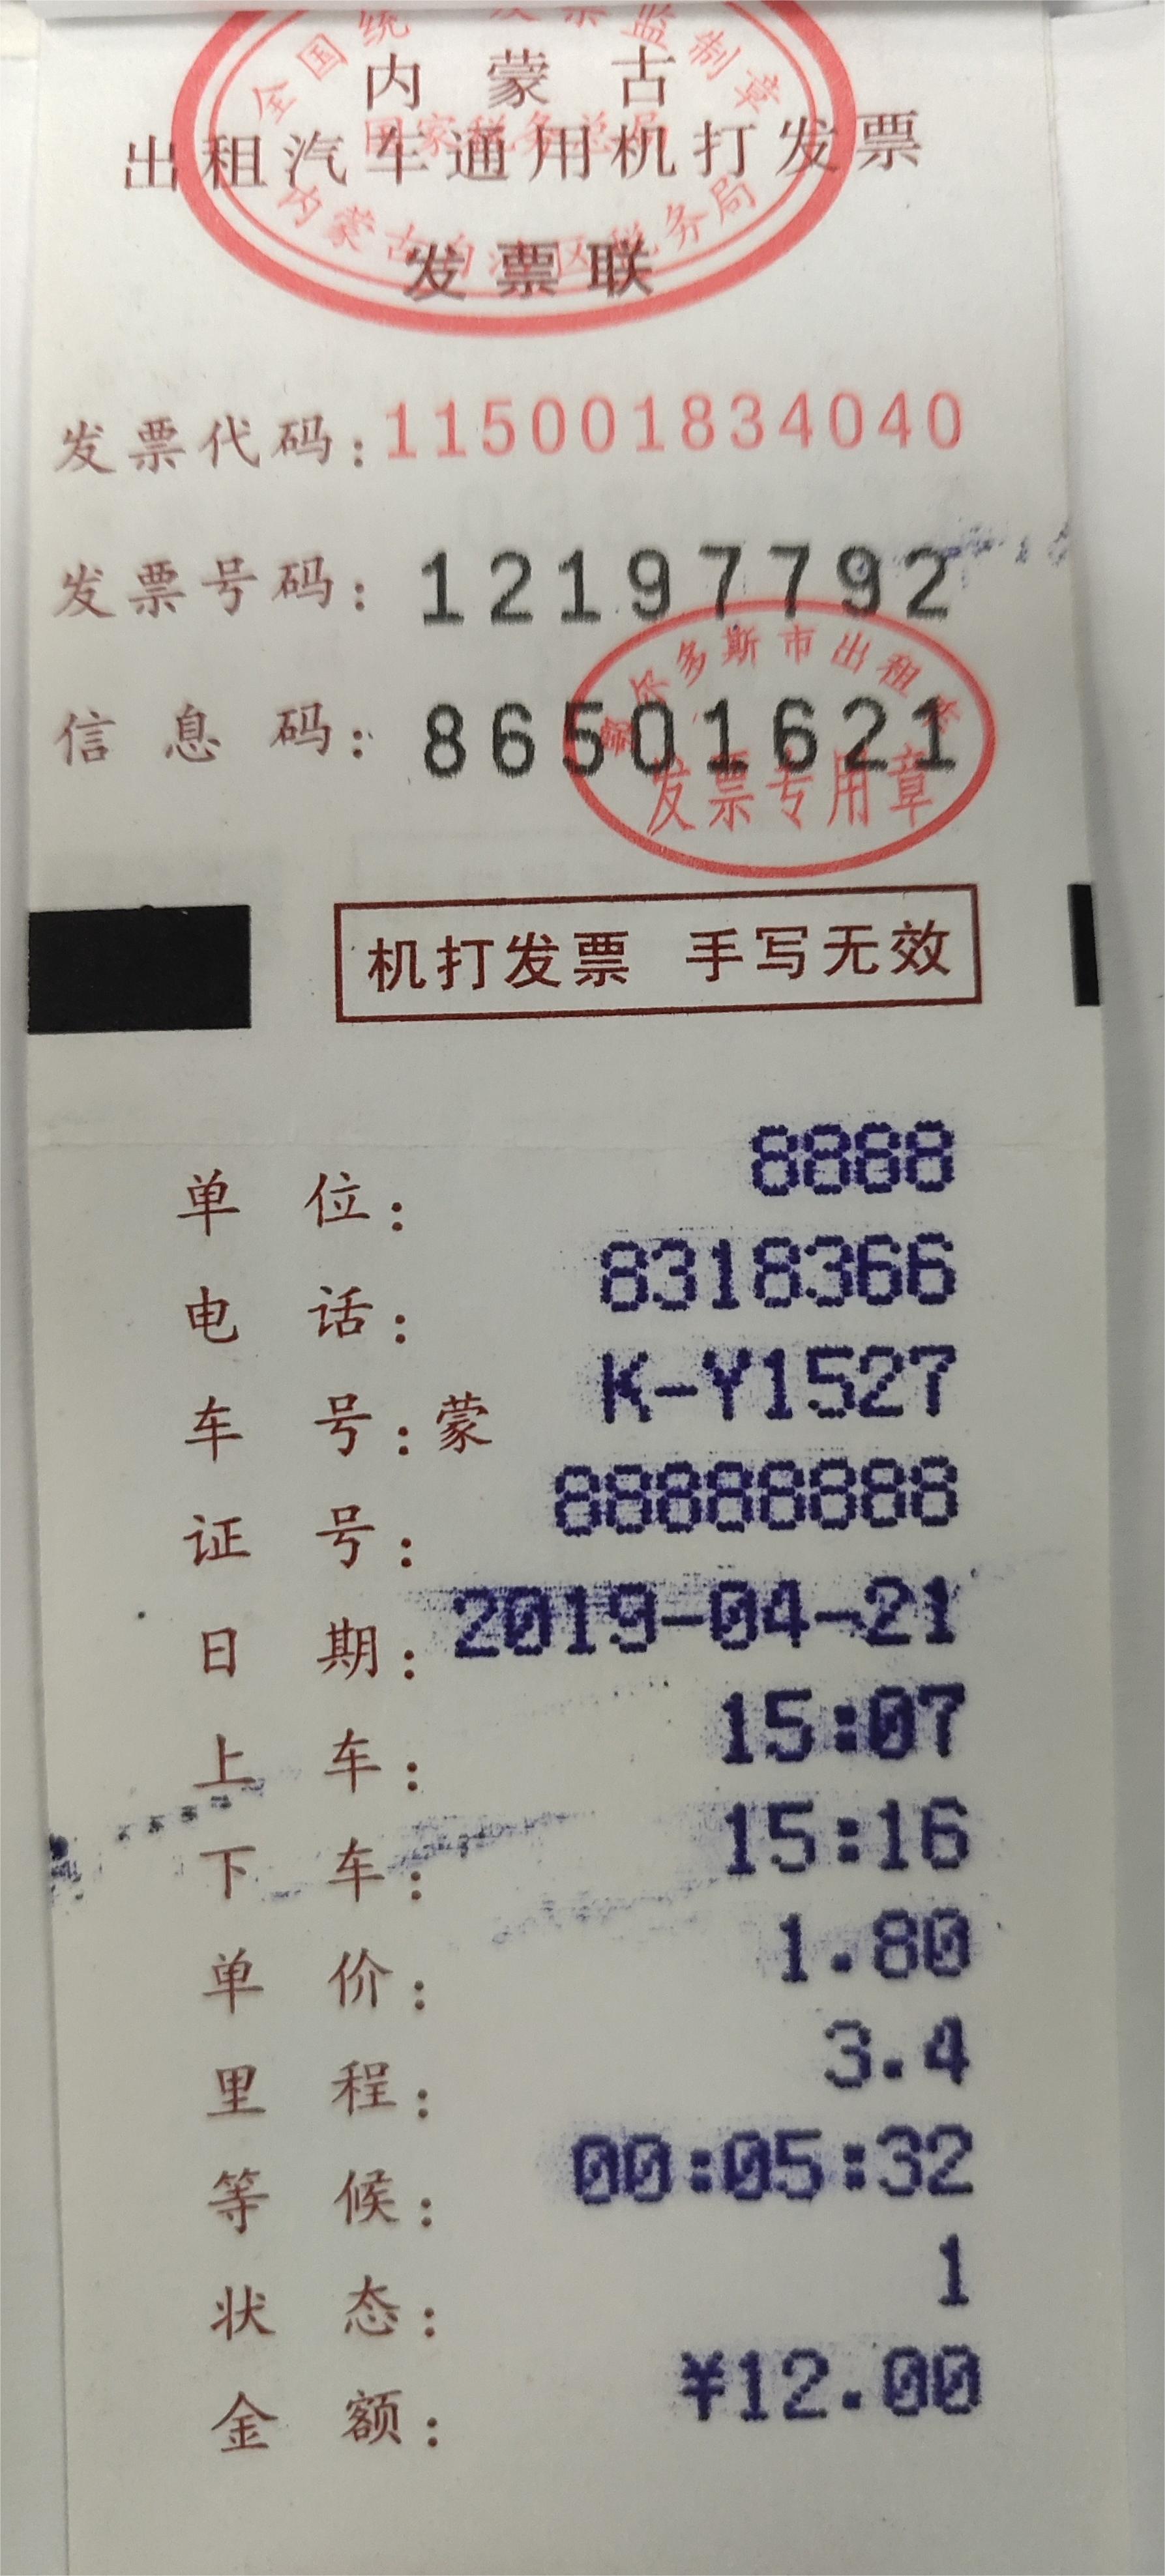 全国统一发票监制章
内蒙古
国家税务总局
出租汽车通用机打发票
内蒙古自治区税务局
发票联
发票代码:115001834040
发票号码: 12197792
信息码: 86501621
鄂尔多斯市出租
发票专用章
机打发票 手写无效
单位: 8888
电话: 8318366
车号:蒙 K-Y1527
证号: 88888888
日期: 2019-04-21
上车: 15:07
下车: 15:16
单价: 1.80
里程: 3.4
等候: 00:05:32
状态: 1
金额: ¥12.00